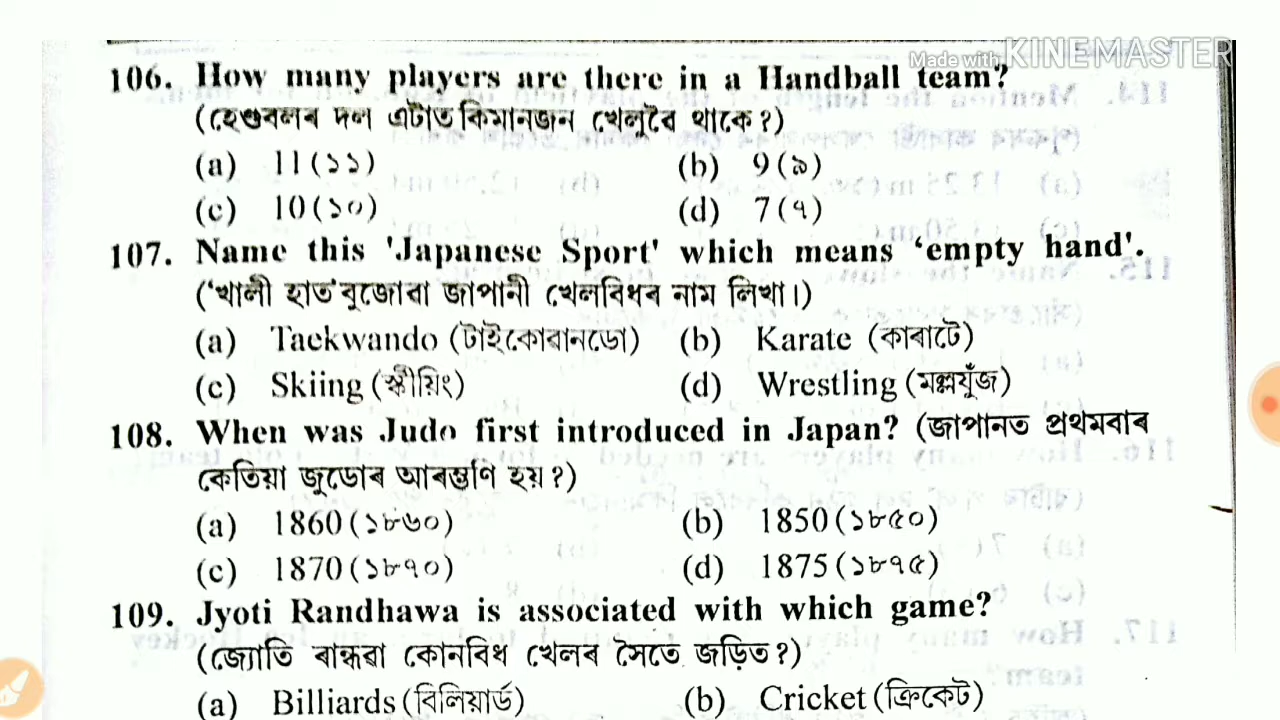 Made with KINEMASTER
106. How many players are there in a Handball team?
(হেণ্ডবলৰ দল এটাত কিমানজন খেলুৱৈ থাকে?)
(a) 11(১১) (b) 9(৯)
(c) 10(১০) (d) 7(৭)
107. Name this 'Japanese Sport' which means ‘empty hand'.
(‘খালী হাত’ বুজোৱা জাপানী খেলবিধৰ নাম লিখা।)
(a) Taekwando (টাইকোৱানডো) (b) Karate (কাৰাটে)
(c) Skiing (স্কীয়িং) (d) Wrestling (মল্লযুঁজ)
108. When was Judo first introduced in Japan? (জাপানত প্ৰথমবাৰ
কেতিয়া জুডোৰ আৰম্ভণি হয়?)
(a) 1860(১৮৬০) (b) 1850(১৮৫০)
(c) 1870(১৮৭০) (d) 1875(১৮৭৫)
109. Jyoti Randhawa is associated with which game?
(জ্যোতি ৰান্ধৱা কোনবিধ খেলৰ সৈতে জড়িত?)
(a) Billiards (বিলিয়াৰ্ড) (b) Cricket (ক্ৰিকেট)